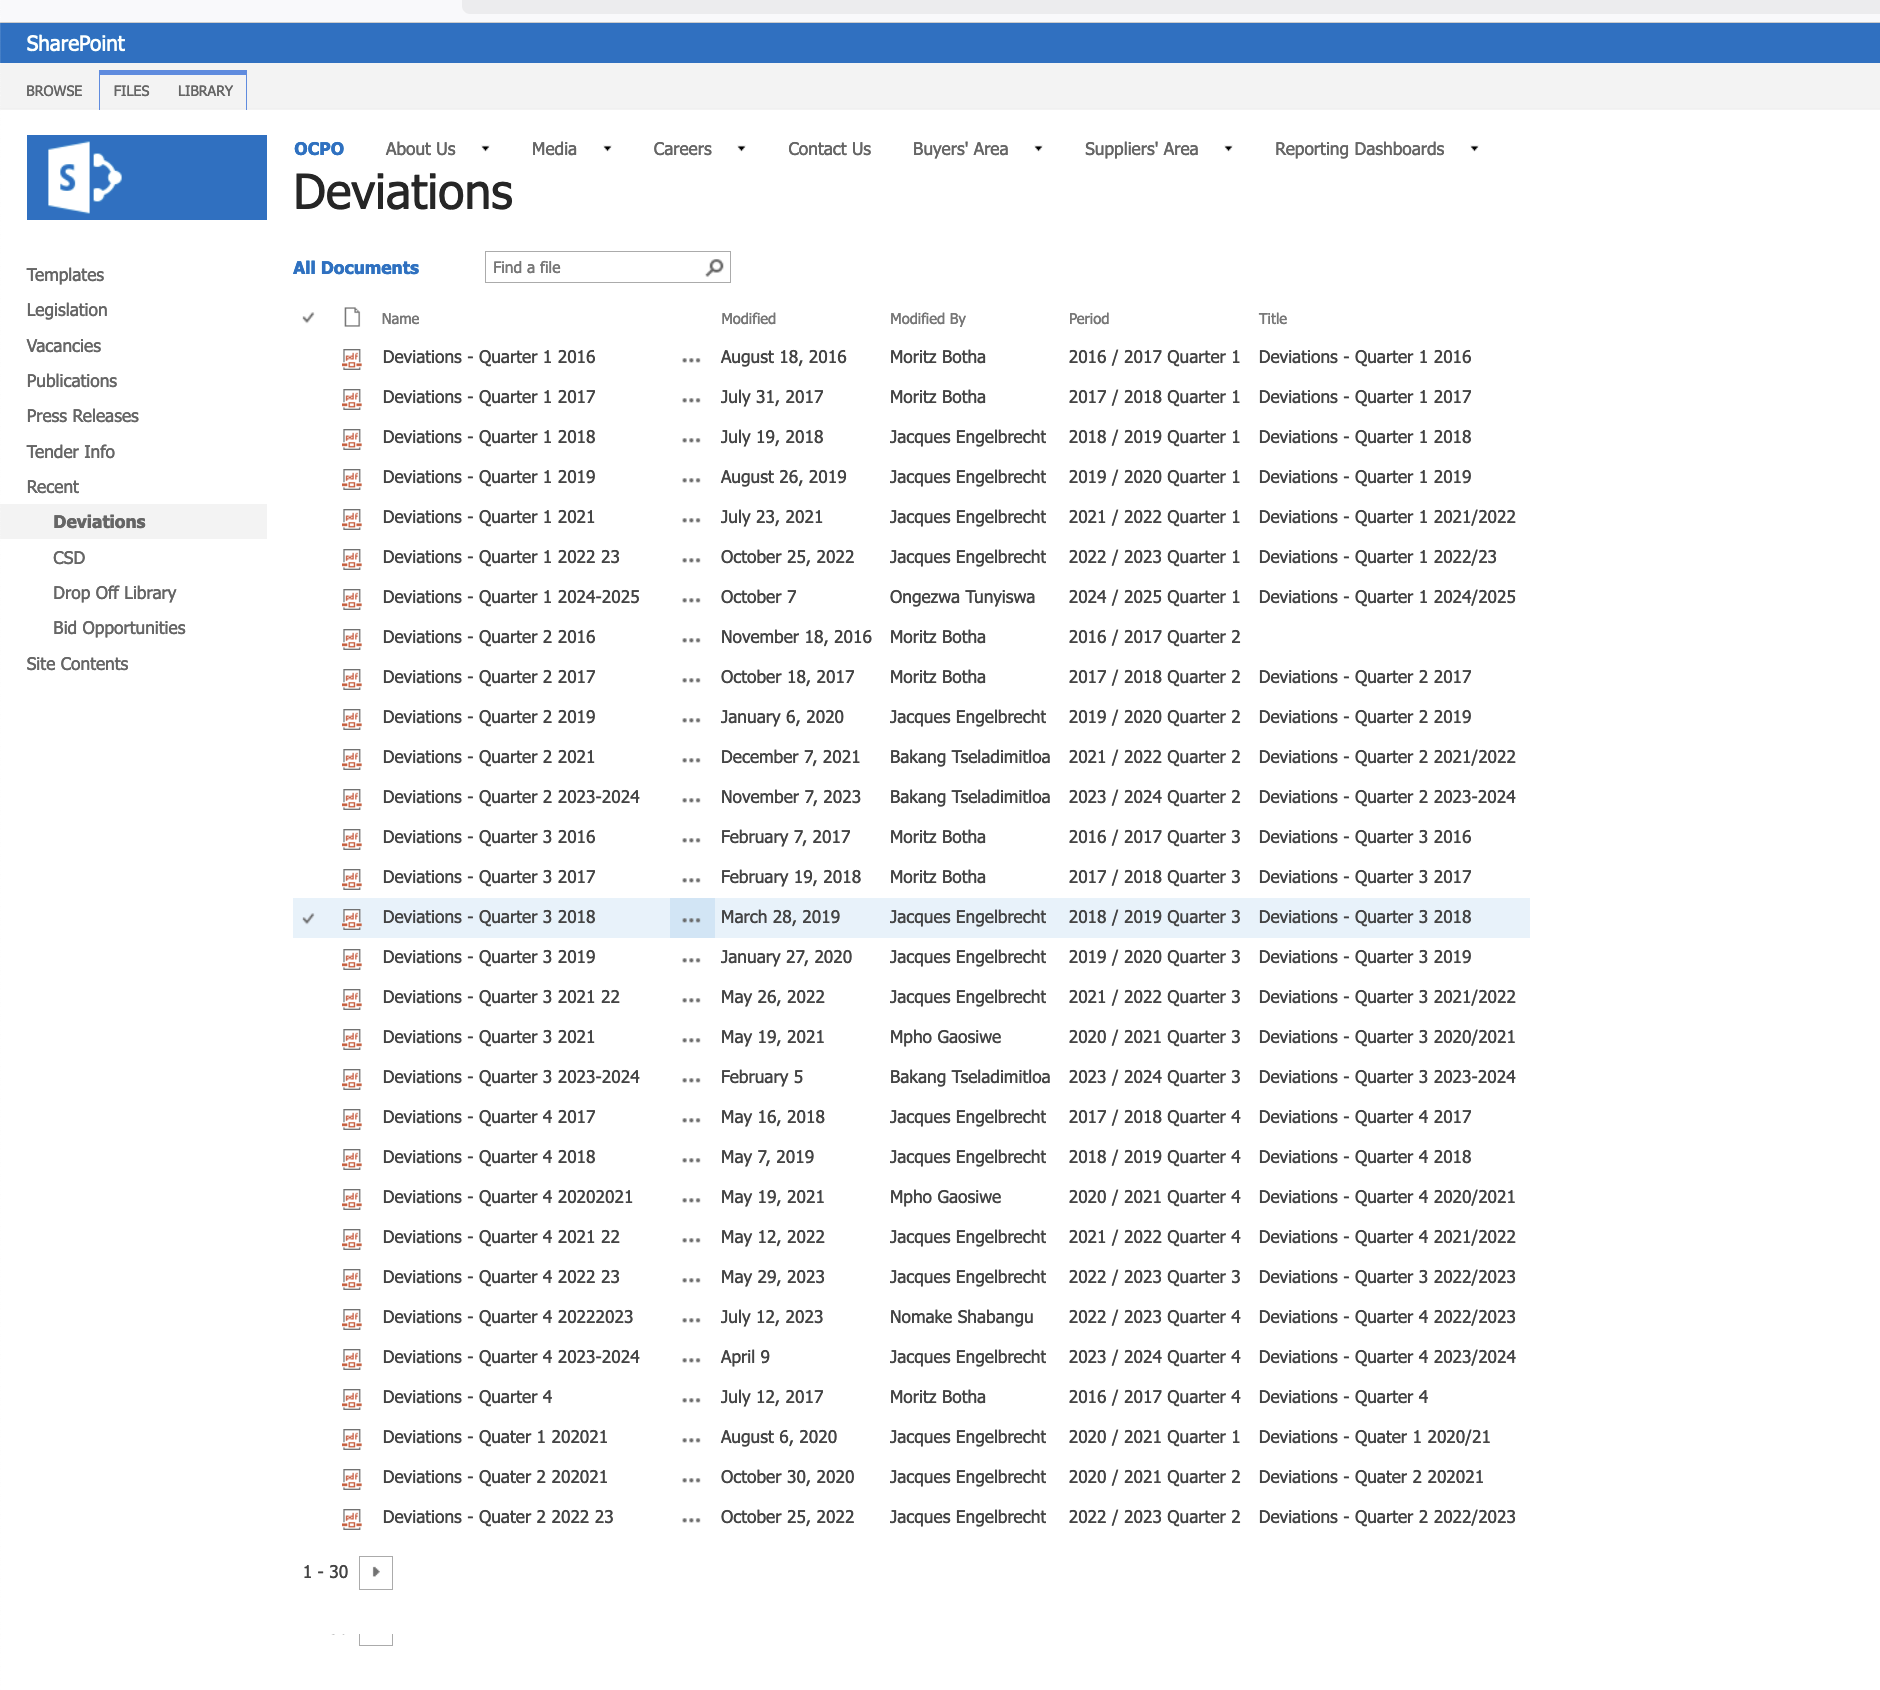 SharePoint
BROWSE FILES LIBRARY
S
OCPO About Us Media Careers Contact Us Buyers' Area Suppliers' Area Reporting Dashboards
Deviations
Templates
Legislation
Vacancies
Publications
Press Releases
Tender Info
Recent
Deviations
CSD
Drop Off Library
Bid Opportunities
Site Contents
All Documents Find a file
Name Modified Modified By Period Title
pdf Deviations - Quarter 1 2016 ... August 18, 2016 Moritz Botha 2016 / 2017 Quarter 1 Deviations - Quarter 1 2016
pdf Deviations - Quarter 1 2017 ... July 31, 2017 Moritz Botha 2017 / 2018 Quarter 1 Deviations - Quarter 1 2017
pdf Deviations - Quarter 1 2018 ... July 19, 2018 Jacques Engelbrecht 2018 / 2019 Quarter 1 Deviations - Quarter 1 2018
pdf Deviations - Quarter 1 2019 ... August 26, 2019 Jacques Engelbrecht 2019 / 2020 Quarter 1 Deviations - Quarter 1 2019
pdf Deviations - Quarter 1 2021 ... July 23, 2021 Jacques Engelbrecht 2021 / 2022 Quarter 1 Deviations - Quarter 1 2021/2022
pdf Deviations - Quarter 1 2022 23 ... October 25, 2022 Jacques Engelbrecht 2022 / 2023 Quarter 1 Deviations - Quarter 1 2022/23
pdf Deviations - Quarter 1 2024-2025 ... October 7 Ongezwa Tunyiswa 2024 / 2025 Quarter 1 Deviations - Quarter 1 2024/2025
pdf Deviations - Quarter 2 2016 ... November 18, 2016 Moritz Botha 2016 / 2017 Quarter 2
pdf Deviations - Quarter 2 2017 ... October 18, 2017 Moritz Botha 2017 / 2018 Quarter 2 Deviations - Quarter 2 2017
pdf Deviations - Quarter 2 2019 ... January 6, 2020 Jacques Engelbrecht 2019 / 2020 Quarter 2 Deviations - Quarter 2 2019
pdf Deviations - Quarter 2 2021 ... December 7, 2021 Bakang Tseladimitloa 2021 / 2022 Quarter 2 Deviations - Quarter 2 2021/2022
pdf Deviations - Quarter 2 2023-2024 ... November 7, 2023 Bakang Tseladimitloa 2023 / 2024 Quarter 2 Deviations - Quarter 2 2023-2024
pdf Deviations - Quarter 3 2016 ... February 7, 2017 Moritz Botha 2016 / 2017 Quarter 3 Deviations - Quarter 3 2016
pdf Deviations - Quarter 3 2017 ... February 19, 2018 Moritz Botha 2017 / 2018 Quarter 3 Deviations - Quarter 3 2017
pdf Deviations - Quarter 3 2018 ... March 28, 2019 Jacques Engelbrecht 2018 / 2019 Quarter 3 Deviations - Quarter 3 2018
pdf Deviations - Quarter 3 2019 ... January 27, 2020 Jacques Engelbrecht 2019 / 2020 Quarter 3 Deviations - Quarter 3 2019
pdf Deviations - Quarter 3 2021 22 ... May 26, 2022 Jacques Engelbrecht 2021 / 2022 Quarter 3 Deviations - Quarter 3 2021/2022
pdf Deviations - Quarter 3 2021 ... May 19, 2021 Mpho Gaosiwe 2020 / 2021 Quarter 3 Deviations - Quarter 3 2020/2021
pdf Deviations - Quarter 3 2023-2024 ... February 5 Bakang Tseladimitloa 2023 / 2024 Quarter 3 Deviations - Quarter 3 2023-2024
pdf Deviations - Quarter 4 2017 ... May 16, 2018 Jacques Engelbrecht 2017 / 2018 Quarter 4 Deviations - Quarter 4 2017
pdf Deviations - Quarter 4 2018 ... May 7, 2019 Jacques Engelbrecht 2018 / 2019 Quarter 4 Deviations - Quarter 4 2018
pdf Deviations - Quarter 4 20202021 ... May 19, 2021 Mpho Gaosiwe 2020 / 2021 Quarter 4 Deviations - Quarter 4 2020/2021
pdf Deviations - Quarter 4 2021 22 ... May 12, 2022 Jacques Engelbrecht 2021 / 2022 Quarter 4 Deviations - Quarter 4 2021/2022
pdf Deviations - Quarter 4 2022 23 ... May 29, 2023 Jacques Engelbrecht 2022 / 2023 Quarter 3 Deviations - Quarter 3 2022/2023
pdf Deviations - Quarter 4 20222023 ... July 12, 2023 Nomake Shabangu 2022 / 2023 Quarter 4 Deviations - Quarter 4 2022/2023
pdf Deviations - Quarter 4 2023-2024 ... April 9 Jacques Engelbrecht 2023 / 2024 Quarter 4 Deviations - Quarter 4 2023/2024
pdf Deviations - Quarter 4 ... July 12, 2017 Moritz Botha 2016 / 2017 Quarter 4 Deviations - Quarter 4
pdf Deviations - Quater 1 202021 ... August 6, 2020 Jacques Engelbrecht 2020 / 2021 Quarter 1 Deviations - Quater 1 2020/21
pdf Deviations - Quater 2 202021 ... October 30, 2020 Jacques Engelbrecht 2020 / 2021 Quarter 2 Deviations - Quater 2 202021
pdf Deviations - Quater 2 2022 23 ... October 25, 2022 Jacques Engelbrecht 2022 / 2023 Quarter 2 Deviations - Quarter 2 2022/2023
1 - 30